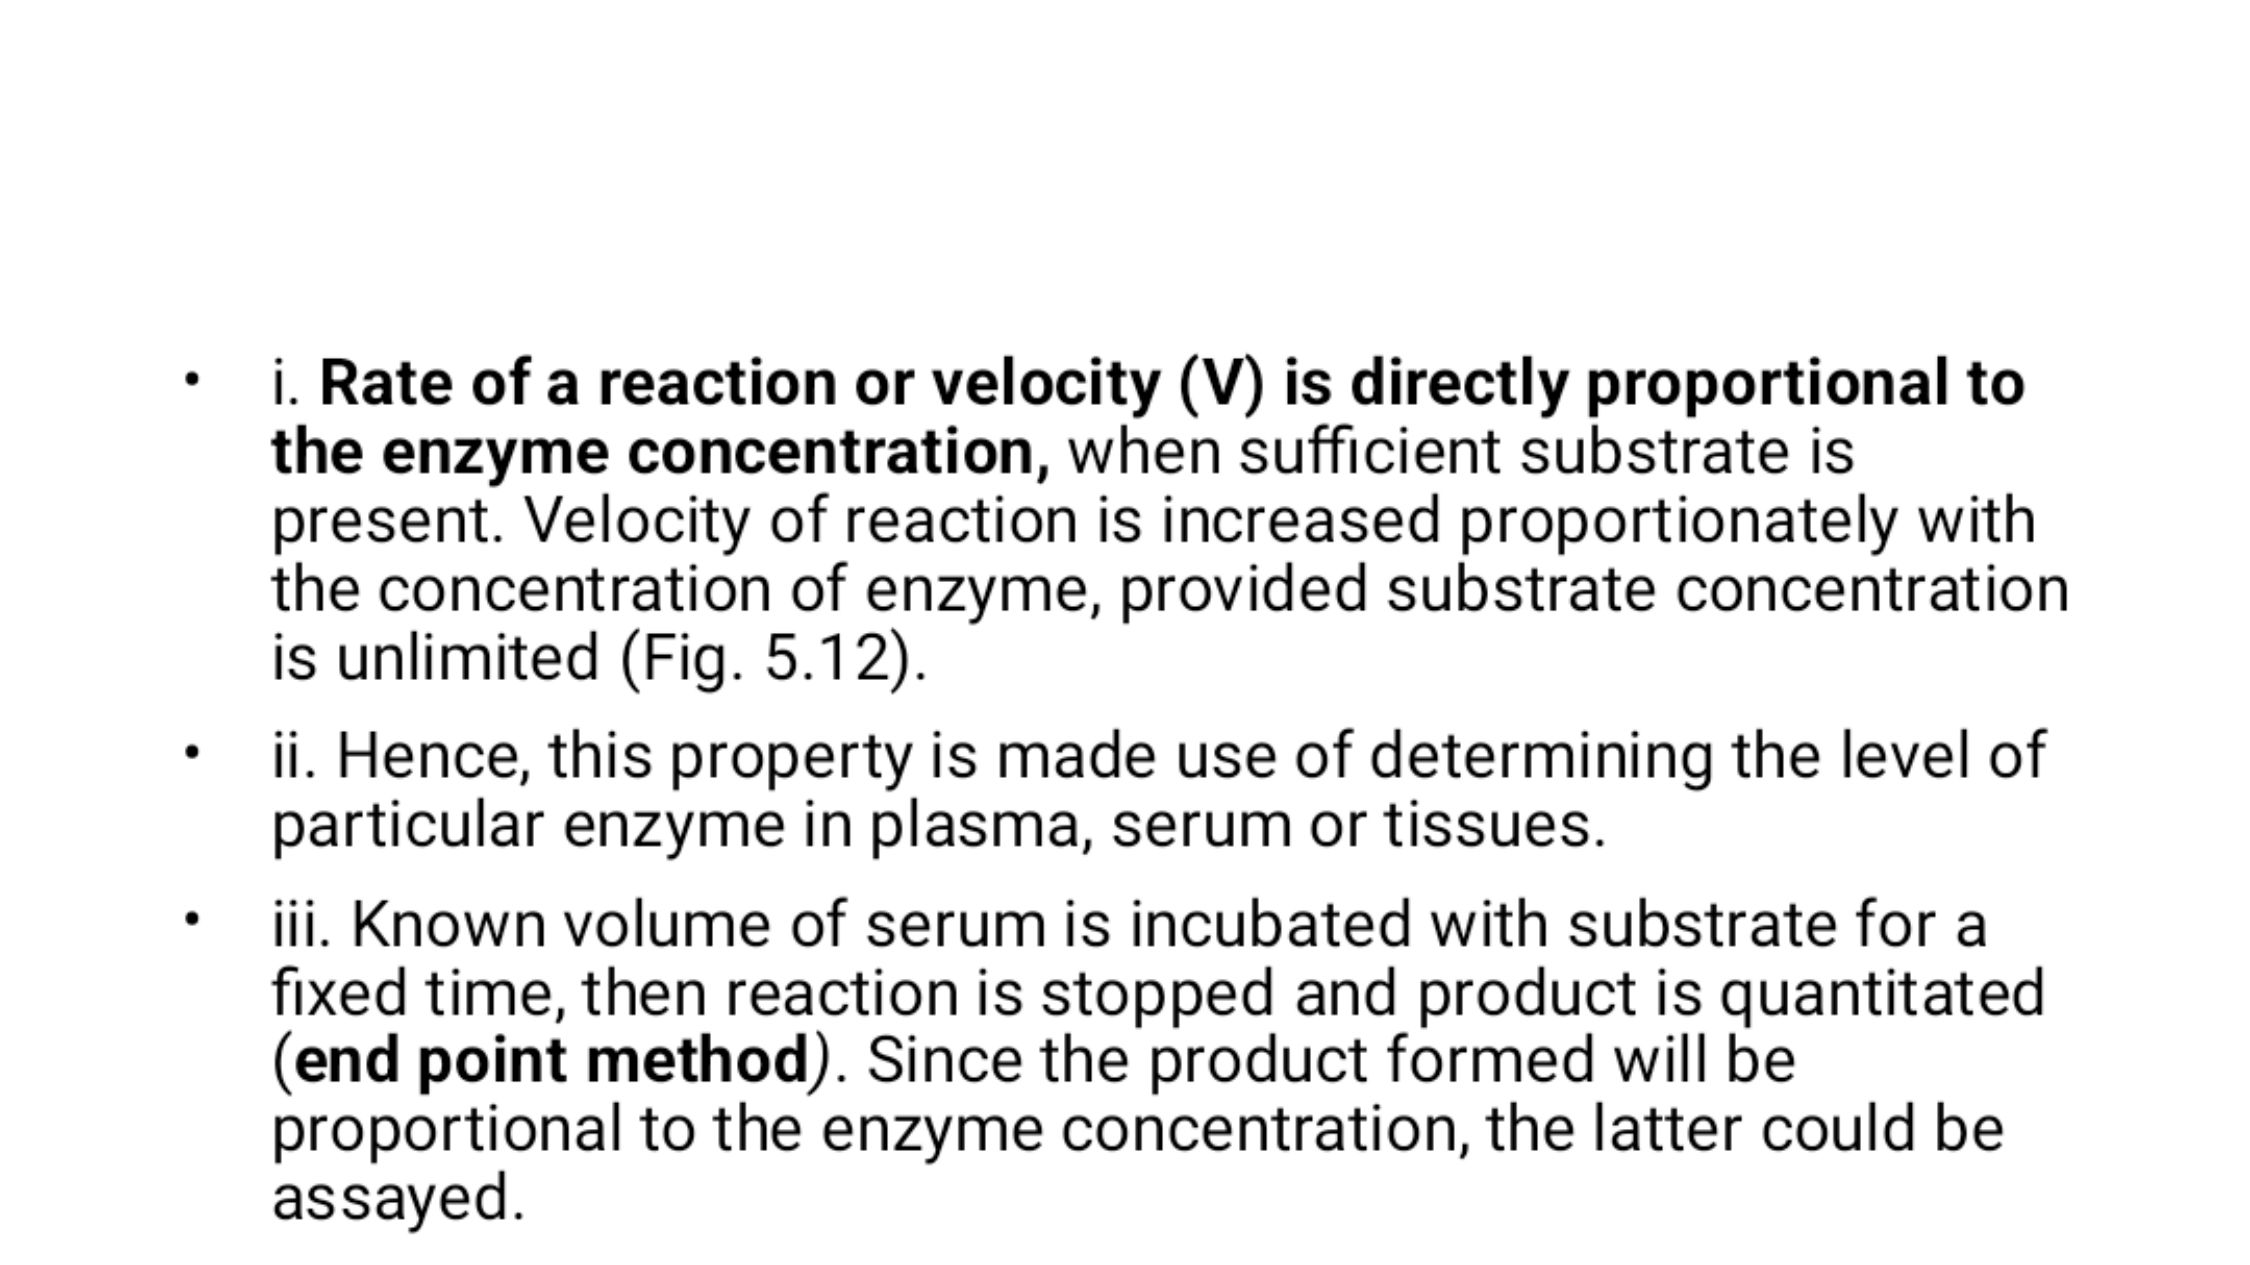 • i. Rate of a reaction or velocity (V) is directly proportional to
the enzyme concentration, when sufficient substrate is
present. Velocity of reaction is increased proportionately with
the concentration of enzyme, provided substrate concentration
is unlimited (Fig. 5.12).
• ii. Hence, this property is made use of determining the level of
particular enzyme in plasma, serum or tissues.
• iii. Known volume of serum is incubated with substrate for a
fixed time, then reaction is stopped and product is quantitated
(end point method). Since the product formed will be
proportional to the enzyme concentration, the latter could be
assayed.